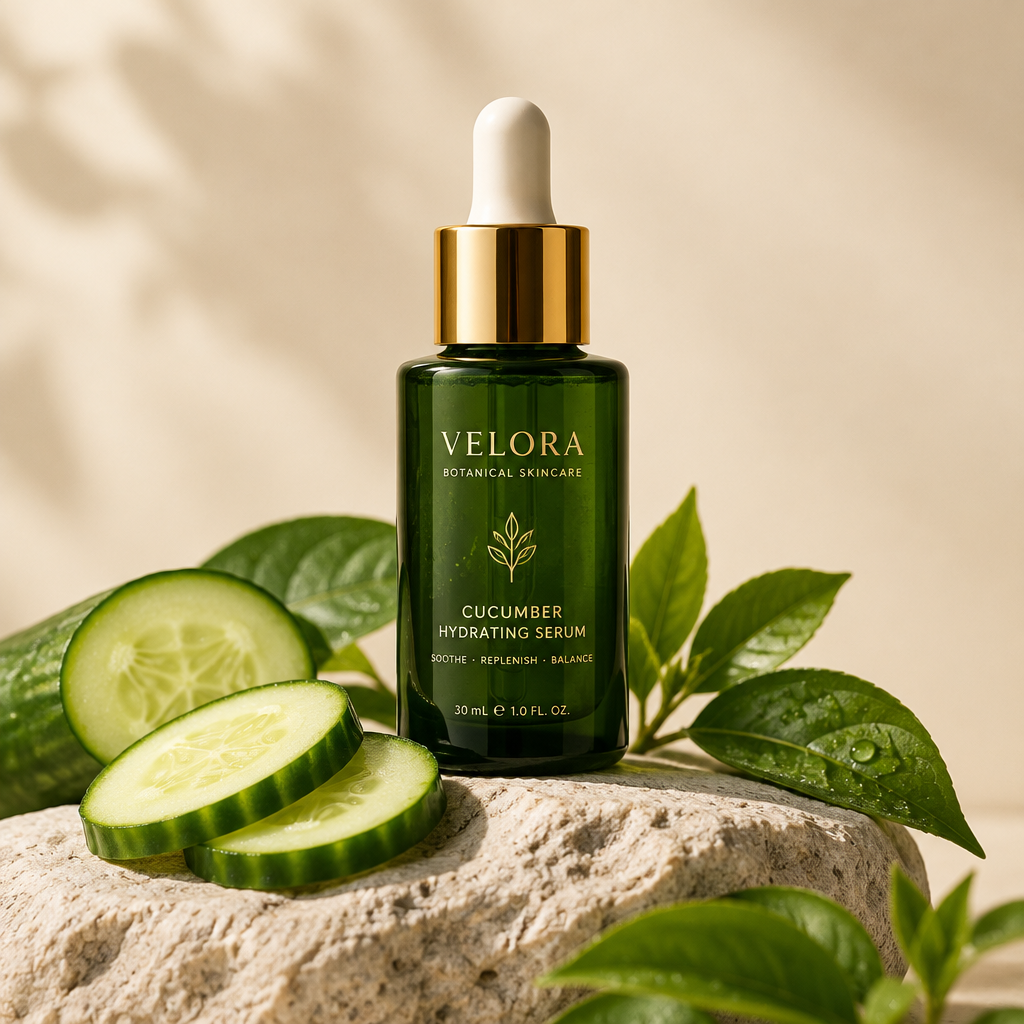 VELORA
BOTANICAL SKINCARE
CUCUMBER
HYDRATING SERUM
SOOTHE · REPLENISH · BALANCE
30 mL ℮ 1.0 FL. OZ.